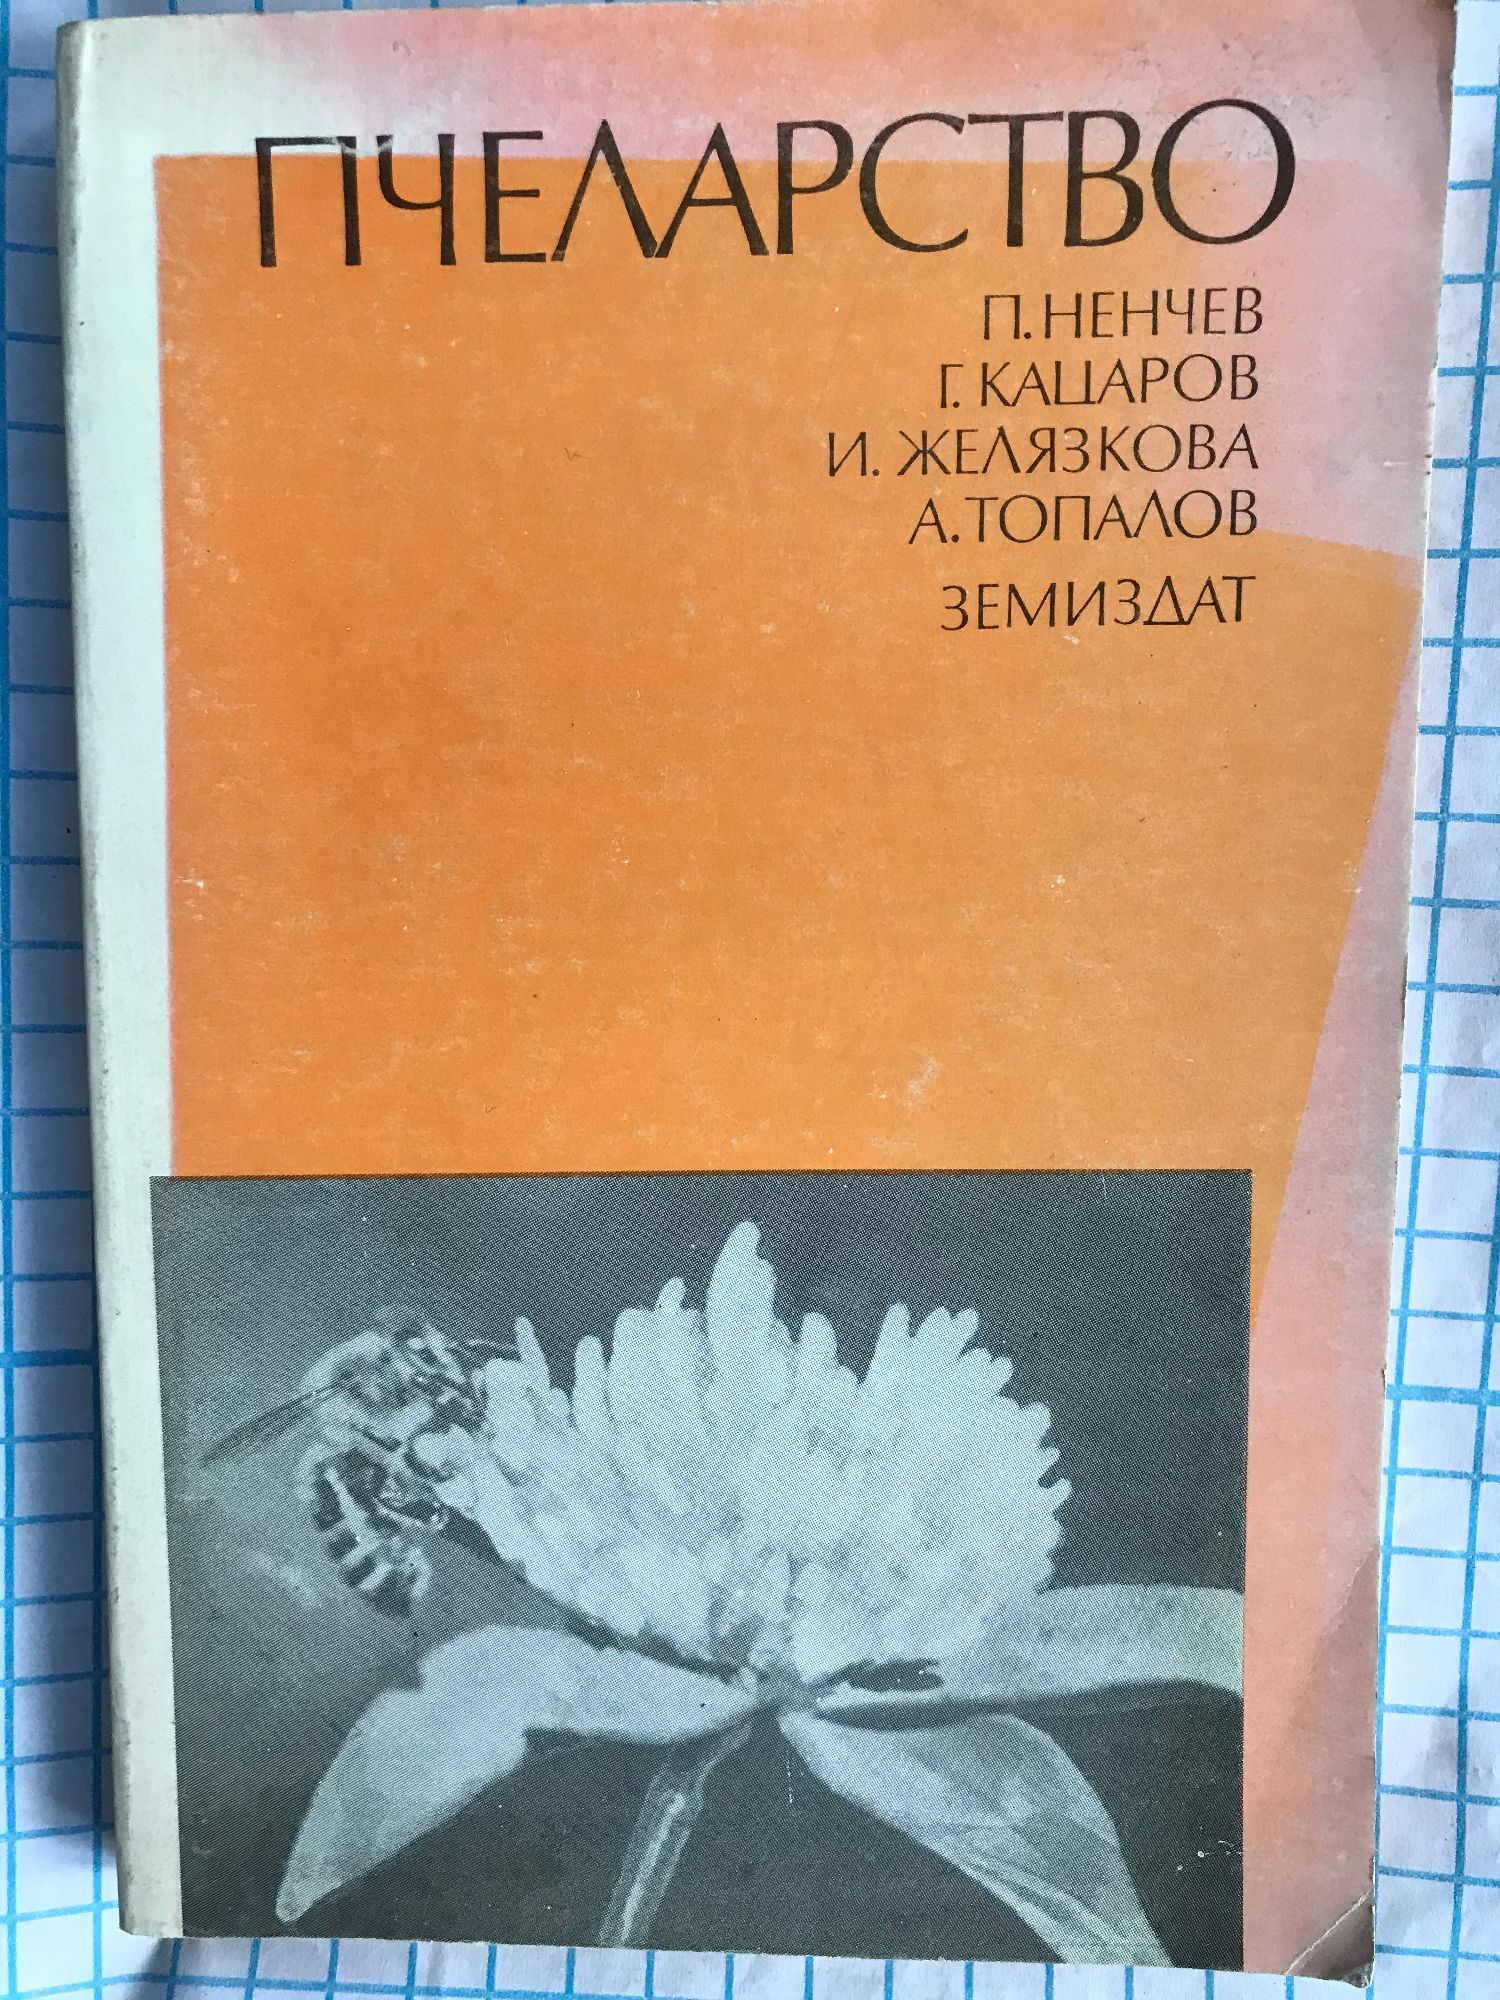 ПЧЕЛАРСТВО
П. НЕНЧЕВ
Г. КАЦАРОВ
И. ЖЕЛЯЗКОВА
А. ТОПАЛОВ
ЗЕМИЗДАТ